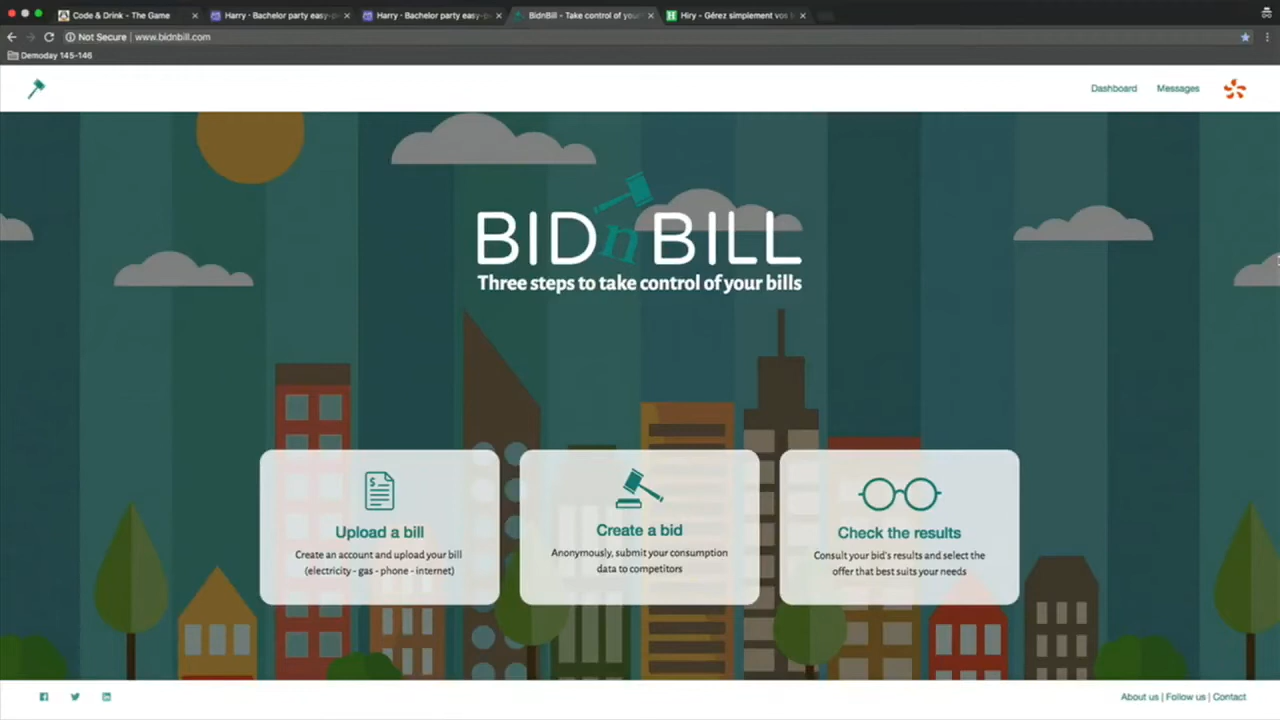 Code & Drink - The Game
Harry - Bachelor party easy-p
Harry - Bachelor party easy-p
BidnBill - Take control of you
Hiry - Gérez simplement vos
Not Secure | www.bidnbill.com
Demoday 145-146
Dashboard
Messages
BIDnBILL
Three steps to take control of your bills
Upload a bill
Create an account and upload your bill
(electricity - gas - phone - internet)
Create a bid
Anonymously, submit your consumption
data to competitors
Check the results
Consult your bid's results and select the
offer that best suits your needs
About us | Follow us | Contact